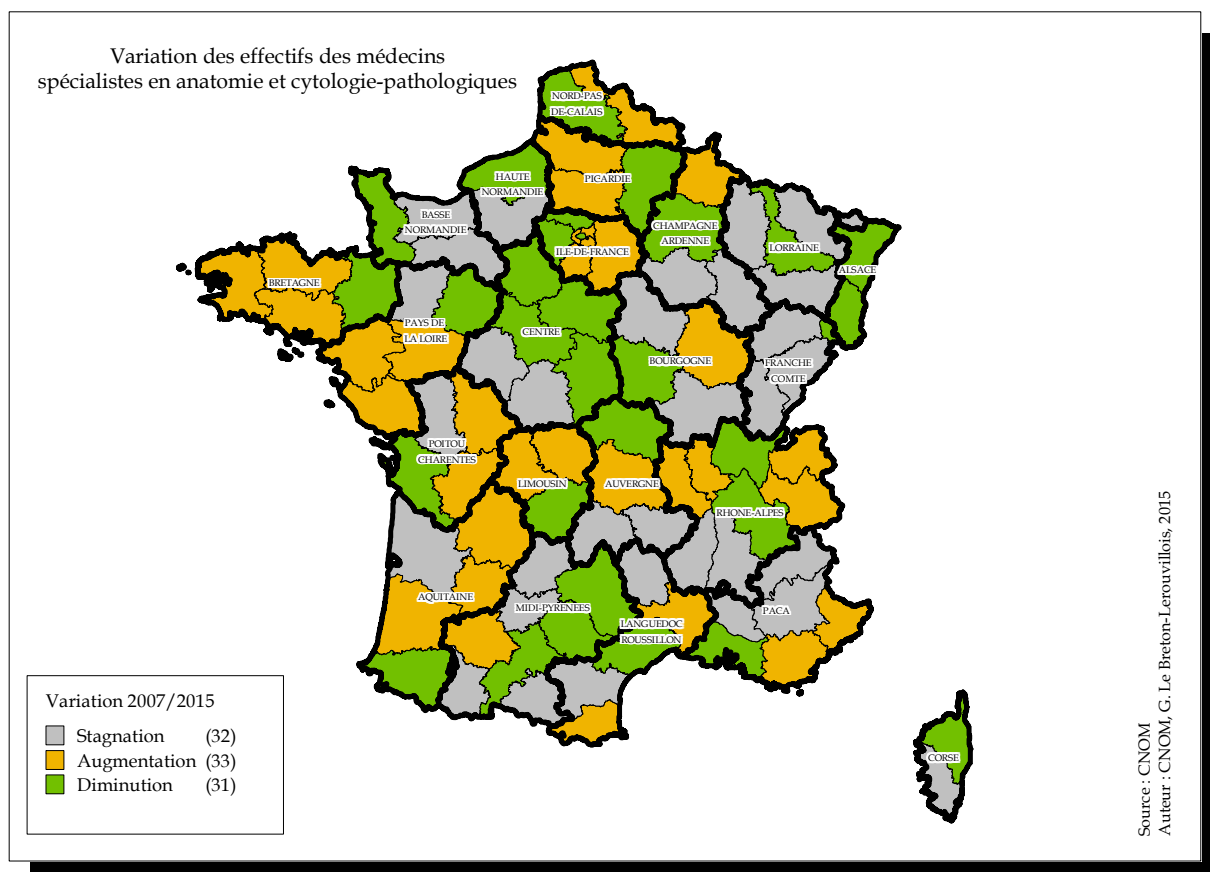 Variation des effectifs des médecins
spécialistes en anatomie et cytologie-pathologiques
NORD-PAS
DE-CALAIS
HAUTE
NORMANDIE
PICARDIE
BASSE
NORMANDIE
CHAMPAGNE
ARDENNE
ILE-DE-FRANCE
LORRAINE
ALSACE
BRETAGNE
PAYS DE
LA LOIRE
CENTRE
BOURGOGNE
FRANCHE
COMTE
POITOU
CHARENTES
LIMOUSIN
AUVERGNE
RHONE-ALPES
AQUITAINE
MIDI-PYRENEES
LANGUEDOC
ROUSSILLON
PACA
CORSE
Variation 2007/2015
Stagnation (32)
Augmentation (33)
Diminution (31)
Source : CNOM
Auteur : CNOM, G. Le Breton-Lerouvillois, 2015